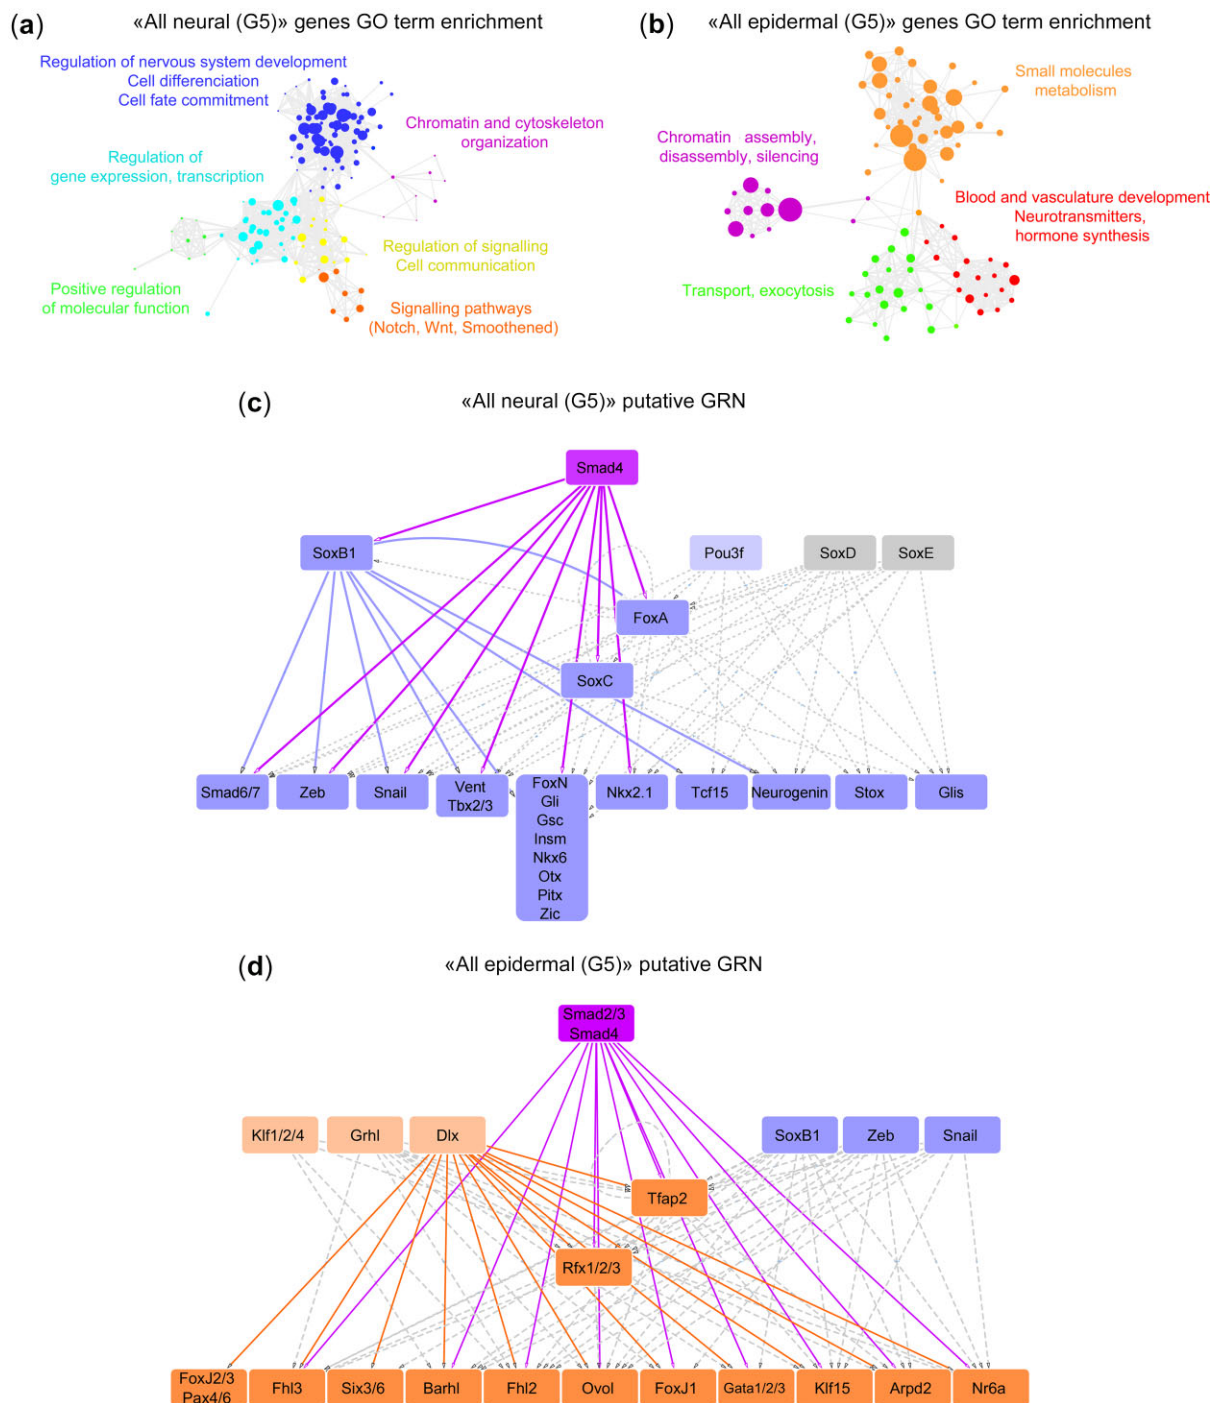 (a)
«All neural (G5)» genes GO term enrichment
Regulation of nervous system development
Cell differenciation
Cell fate commitment
Chromatin and cytoskeleton
organization
Regulation of
gene expression, transcription
Regulation of signalling
Cell communication
Positive regulation
of molecular function
Signalling pathways
(Notch, Wnt, Smoothened)
(b)
«All epidermal (G5)» genes GO term enrichment
Small molecules
metabolism
Chromatin assembly,
disassembly, silencing
Blood and vasculature development
Neurotransmitters,
hormone synthesis
Transport, exocytosis
(c)
«All neural (G5)» putative GRN
Smad4
SoxB1
Pou3f
SoxD
SoxE
FoxA
SoxC
Smad6/7
Zeb
Snail
Vent
Tbx2/3
FoxN
Gli
Gsc
Insm
Nkx6
Otx
Pitx
Zic
Nkx2.1
Tcf15
Neurogenin
Stox
Glis
(d)
«All epidermal (G5)» putative GRN
Smad2/3
Smad4
Klf1/2/4
Grhl
Dlx
SoxB1
Zeb
Snail
Tfap2
Rfx1/2/3
FoxJ2/3
Pax4/6
Fhl3
Six3/6
Barhl
Fhl2
Ovol
FoxJ1
Gata1/2/3
Klf15
Arpd2
Nr6a